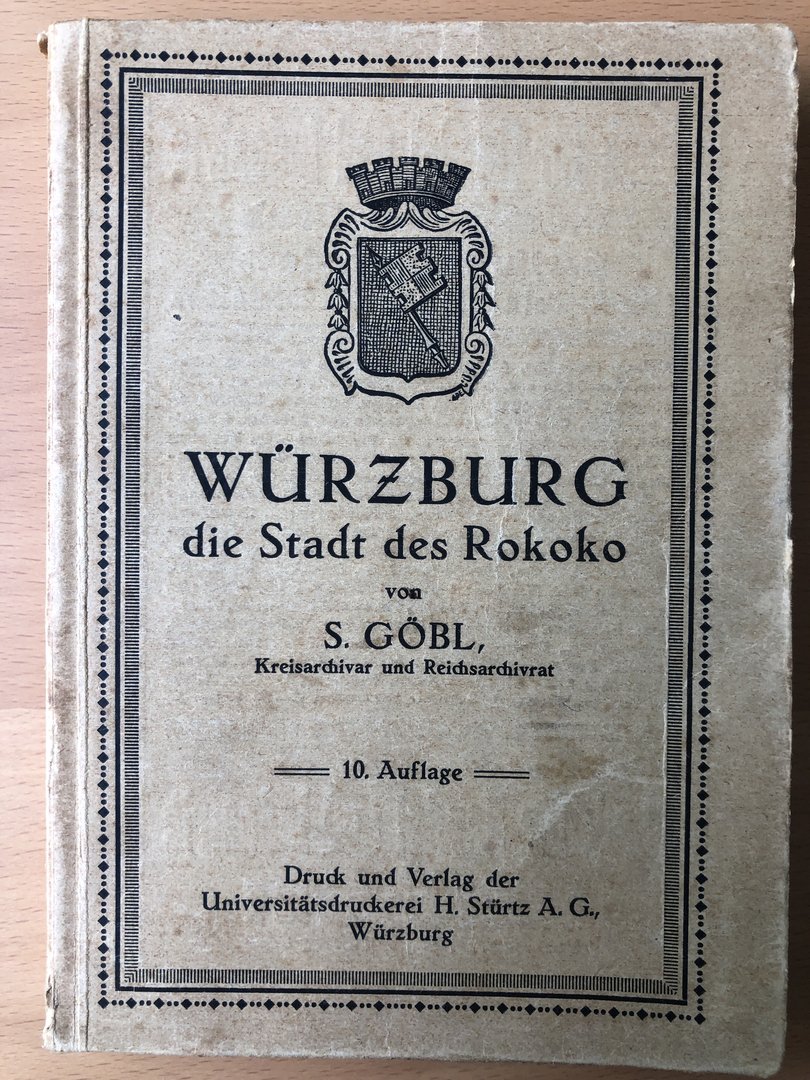 WÜRZBURG
die Stadt des Rokoko
von
S. GÖBL,
Kreisarchivar und Reichsarchivrat
10. Auflage
Druck und Verlag der
Universitätsdruckerei H. Stürtz A. G.,
Würzburg